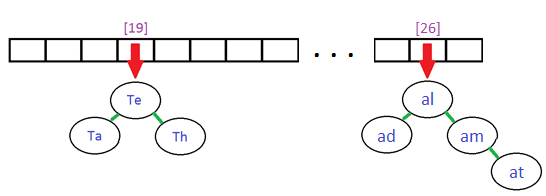 [19] [26]
. . .
Te al
Ta Th ad am
at